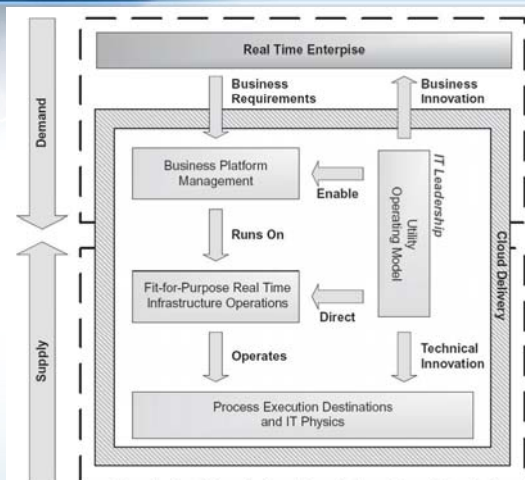 Real Time Enterpise
Business
Requirements
Business
Innovation
Demand
Business Platform
Management
Enable
IT Leadership
Utility
Operating Model
Cloud Delivery
Runs On
Fit-for-Purpose Real Time
Infrastructure Operations
Direct
Supply
Operates
Technical
Innovation
Process Execution Destinations
and IT Physics